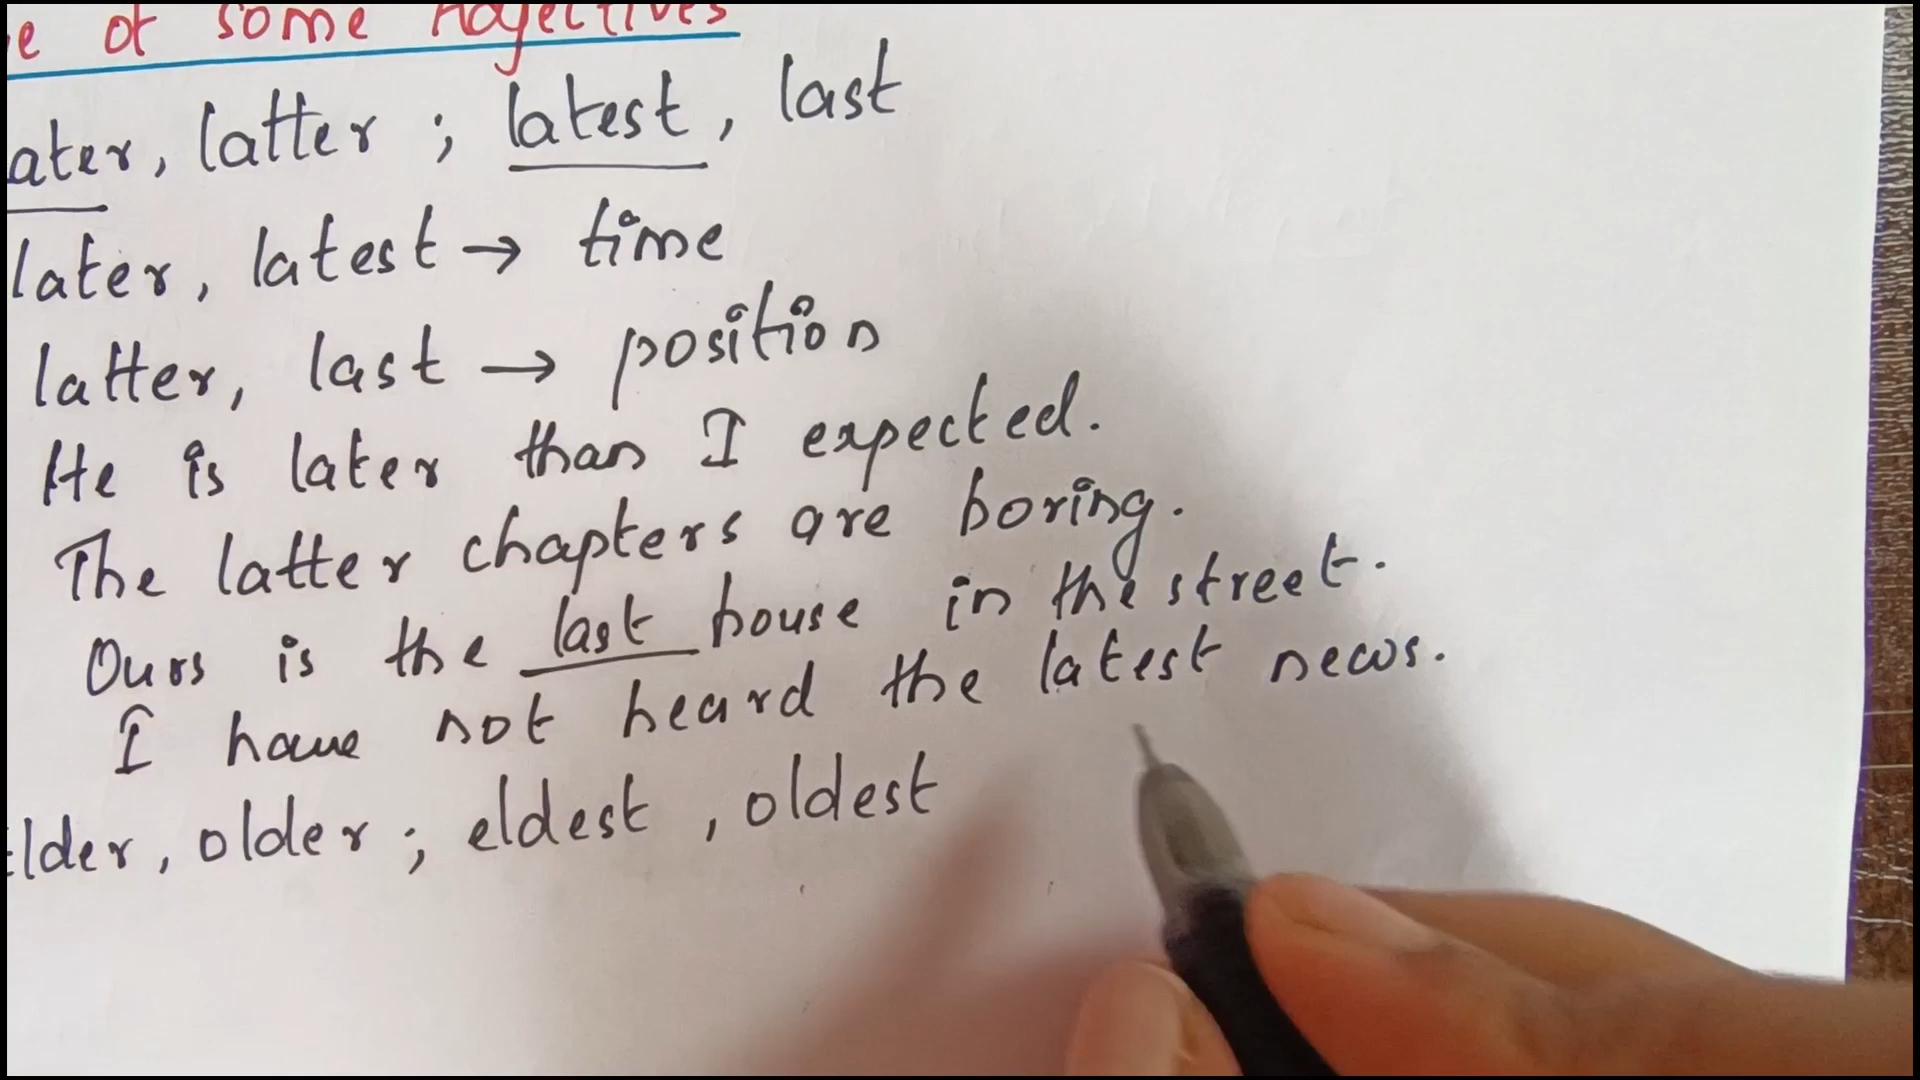 e of some Adjectives
ater, latter ; latest, last
later, latest → time
latter, last → position
He is later than I expected.
The latter chapters are boring.
Ours is the last house in the street.
I have not heard the latest news.
Elder, older ; eldest , oldest